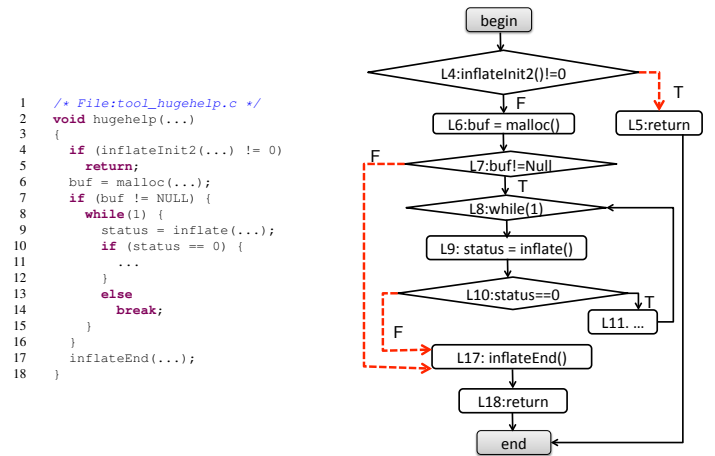 1 /* File:tool_hugehelp.c */
2 void hugehelp(...)
3 {
4 if (inflateInit2(...) != 0)
5 return;
6 buf = malloc(...);
7 if (buf != NULL) {
8 while(1) {
9 status = inflate(...);
10 if (status == 0) {
11 ...
12 }
13 else
14 break;
15 }
16 }
17 inflateEnd(...);
18 }
begin
L4:inflateInit2()!=0
T
F
L6:buf = malloc()
L5:return
F
L7:buf!=Null
T
L8:while(1)
L9: status = inflate()
L10:status==0
T
L11. ...
F
L17: inflateEnd()
L18:return
end